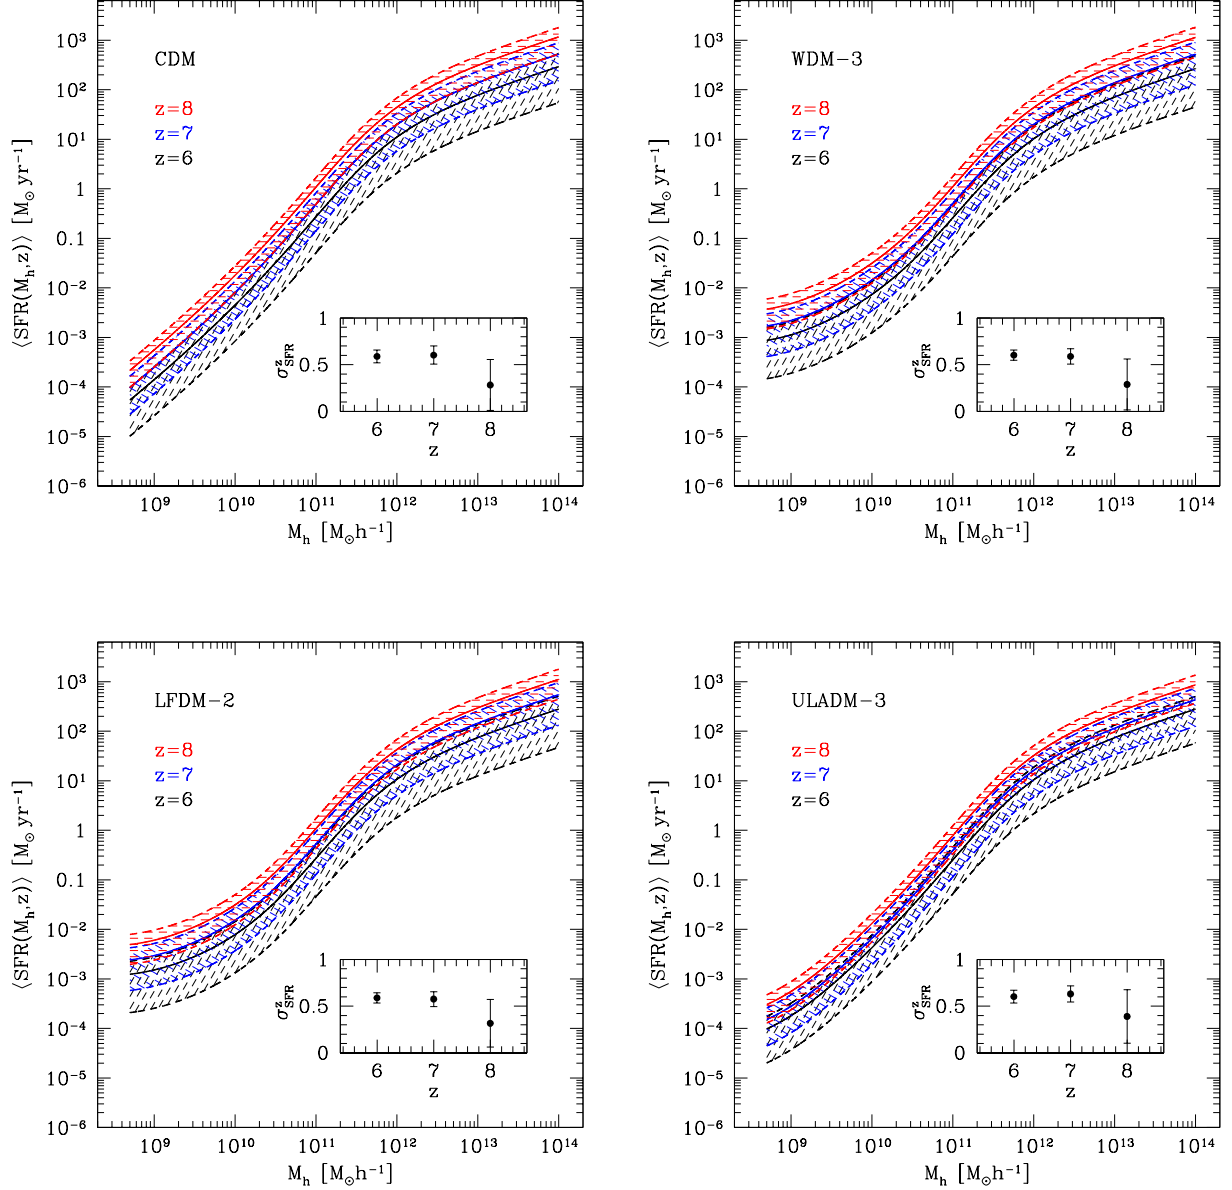 CDM
z=8
z=7
z=6
⟨SFR(M_h,z)⟩ [M_⊙ yr⁻¹]
10³
10²
10¹
1
0.1
10⁻²
10⁻³
10⁻⁴
10⁻⁵
10⁻⁶
σ^z_SFR
1
0.5
0
6 7 8
z
10⁹ 10¹⁰ 10¹¹ 10¹² 10¹³ 10¹⁴
M_h [M_⊙h⁻¹]
WDM−3
z=8
z=7
z=6
⟨SFR(M_h,z)⟩ [M_⊙ yr⁻¹]
10³
10²
10¹
1
0.1
10⁻²
10⁻³
10⁻⁴
10⁻⁵
10⁻⁶
σ^z_SFR
1
0.5
0
6 7 8
z
10⁹ 10¹⁰ 10¹¹ 10¹² 10¹³ 10¹⁴
M_h [M_⊙h⁻¹]
LFDM−2
z=8
z=7
z=6
⟨SFR(M_h,z)⟩ [M_⊙ yr⁻¹]
10³
10²
10¹
1
0.1
10⁻²
10⁻³
10⁻⁴
10⁻⁵
10⁻⁶
σ^z_SFR
1
0.5
0
6 7 8
z
10⁹ 10¹⁰ 10¹¹ 10¹² 10¹³ 10¹⁴
M_h [M_⊙h⁻¹]
ULADM−3
z=8
z=7
z=6
⟨SFR(M_h,z)⟩ [M_⊙ yr⁻¹]
10³
10²
10¹
1
0.1
10⁻²
10⁻³
10⁻⁴
10⁻⁵
10⁻⁶
σ^z_SFR
1
0.5
0
6 7 8
z
10⁹ 10¹⁰ 10¹¹ 10¹² 10¹³ 10¹⁴
M_h [M_⊙h⁻¹]